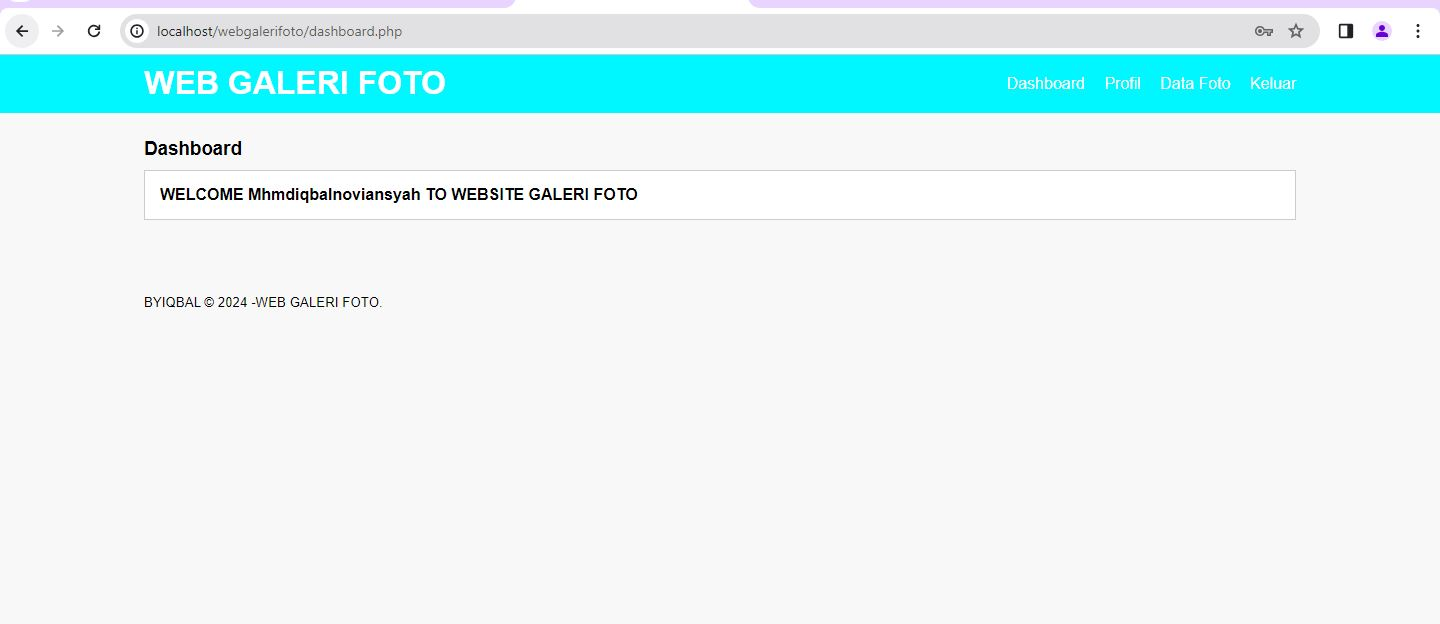 localhost/webgalerifoto/dashboard.php
WEB GALERI FOTO
Dashboard Profil Data Foto Keluar
Dashboard
WELCOME Mhmdiqbalnoviansyah TO WEBSITE GALERI FOTO
BYIQBAL © 2024 -WEB GALERI FOTO.